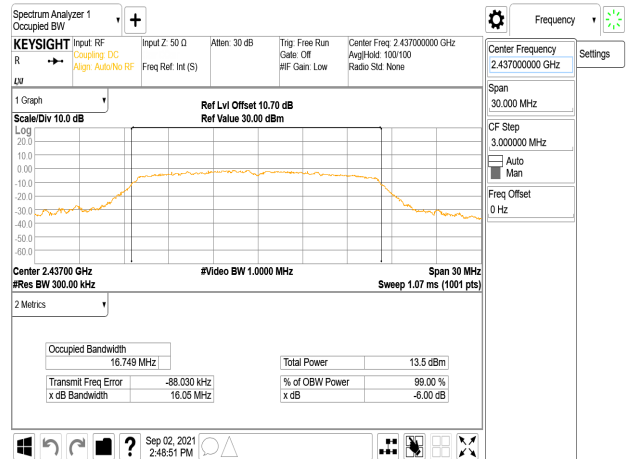 Spectrum Analyzer 1
Occupied BW
Frequency
KEYSIGHT
R
Input: RF
Coupling: DC
Align: Auto/No RF
Input Z: 50 Ω
Freq Ref: Int (S)
Atten: 30 dB
Trig: Free Run
Gate: Off
#IF Gain: Low
Center Freq: 2.437000000 GHz
Avg|Hold: 100/100
Radio Std: None
Center Frequency
2.437000000 GHz
Settings
Span
30.000 MHz
CF Step
3.000000 MHz
Auto
Man
Freq Offset
0 Hz
1 Graph
Scale/Div 10.0 dB
Ref Lvl Offset 10.70 dB
Ref Value 30.00 dBm
Log
20.0
10.0
0.00
-10.0
-20.0
-30.0
-40.0
-50.0
-60.0
Center 2.43700 GHz
#Video BW 1.0000 MHz
Span 30 MHz
#Res BW 300.00 kHz
Sweep 1.07 ms (1001 pts)
2 Metrics
Occupied Bandwidth
16.749 MHz
Total Power 13.5 dBm
Transmit Freq Error -88.030 kHz
% of OBW Power 99.00 %
x dB Bandwidth 16.05 MHz
x dB -6.00 dB
?
Sep 02, 2021
2:48:51 PM